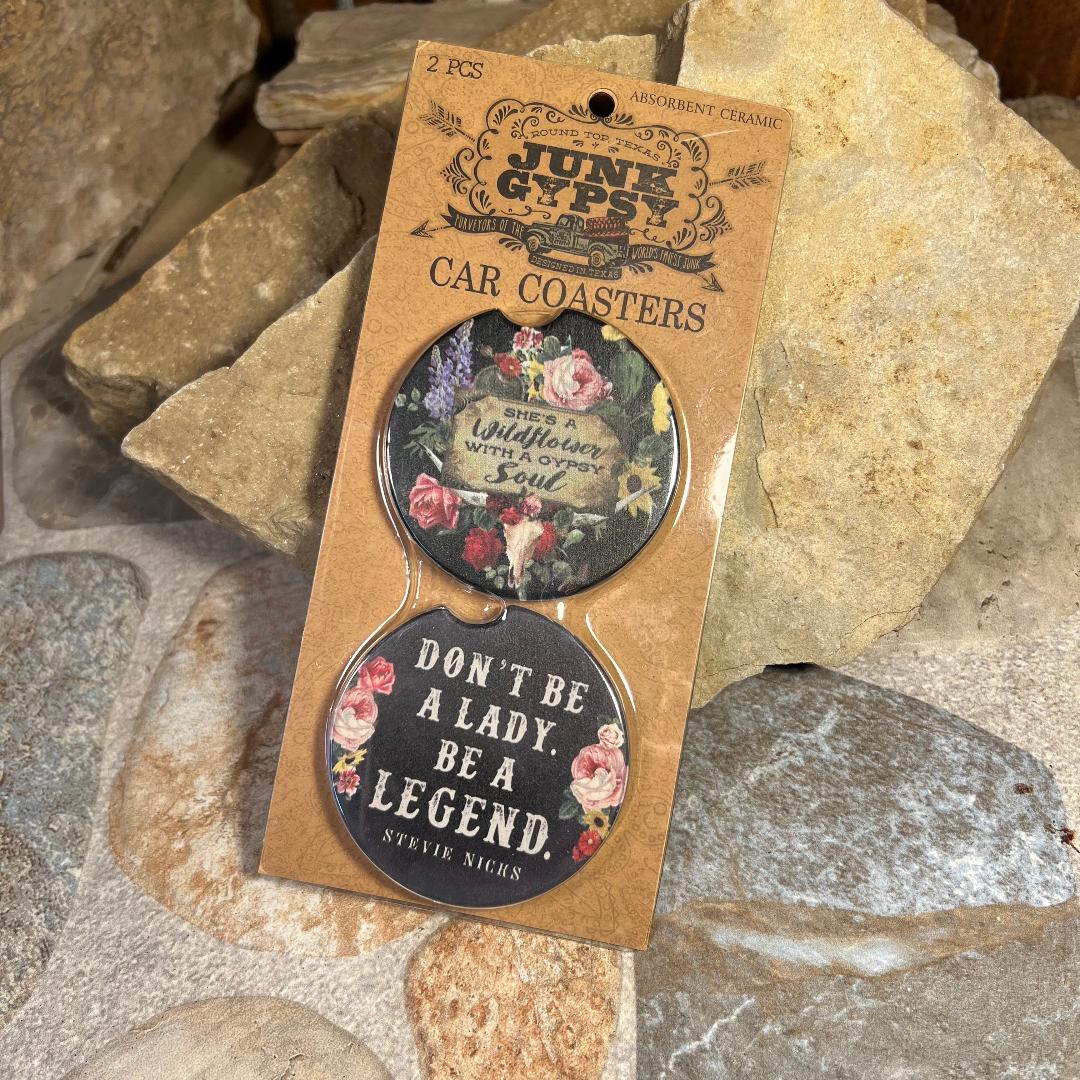 2 PCS
ABSORBENT CERAMIC
ROUND TOP, TEXAS
JUNK
GYPSY
PURVEYORS OF THE
WORLD'S FINEST JUNK
DESIGNED IN TEXAS
CAR COASTERS
SHE'S A
Wildflower
WITH A GYPSY
Soul
DON'T BE
A LADY.
BE A
LEGEND.
STEVIE NICKS